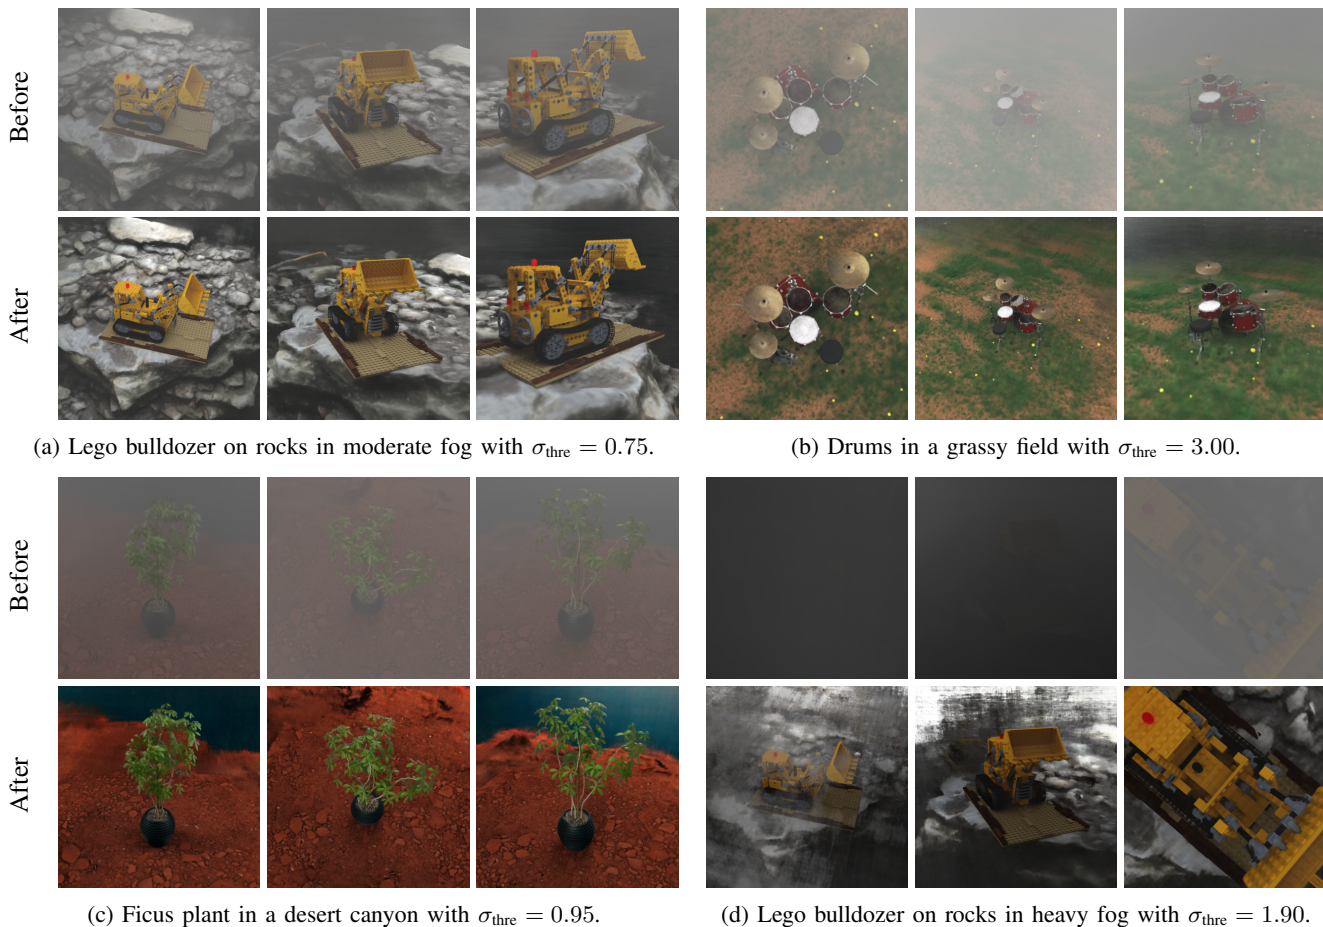 Before
After
(a) Lego bulldozer on rocks in moderate fog with σthre = 0.75.
(b) Drums in a grassy field with σthre = 3.00.
Before
After
(c) Ficus plant in a desert canyon with σthre = 0.95.
(d) Lego bulldozer on rocks in heavy fog with σthre = 1.90.